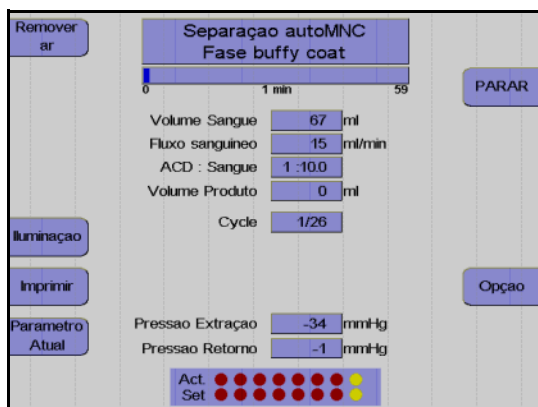 Remover
ar
Separaçao autoMNC
Fase buffy coat
0 1 min 59
PARAR
Volume Sangue 67 ml
Fluxo sanguineo 15 ml/min
ACD : Sangue 1 :10.0
Volume Produto 0 ml
Cycle 1/26
Iluminaçao
Imprimir
Opçao
Parametro
Atual
Pressao Extraçao -34 mmHg
Pressao Retorno -1 mmHg
Act.
Set